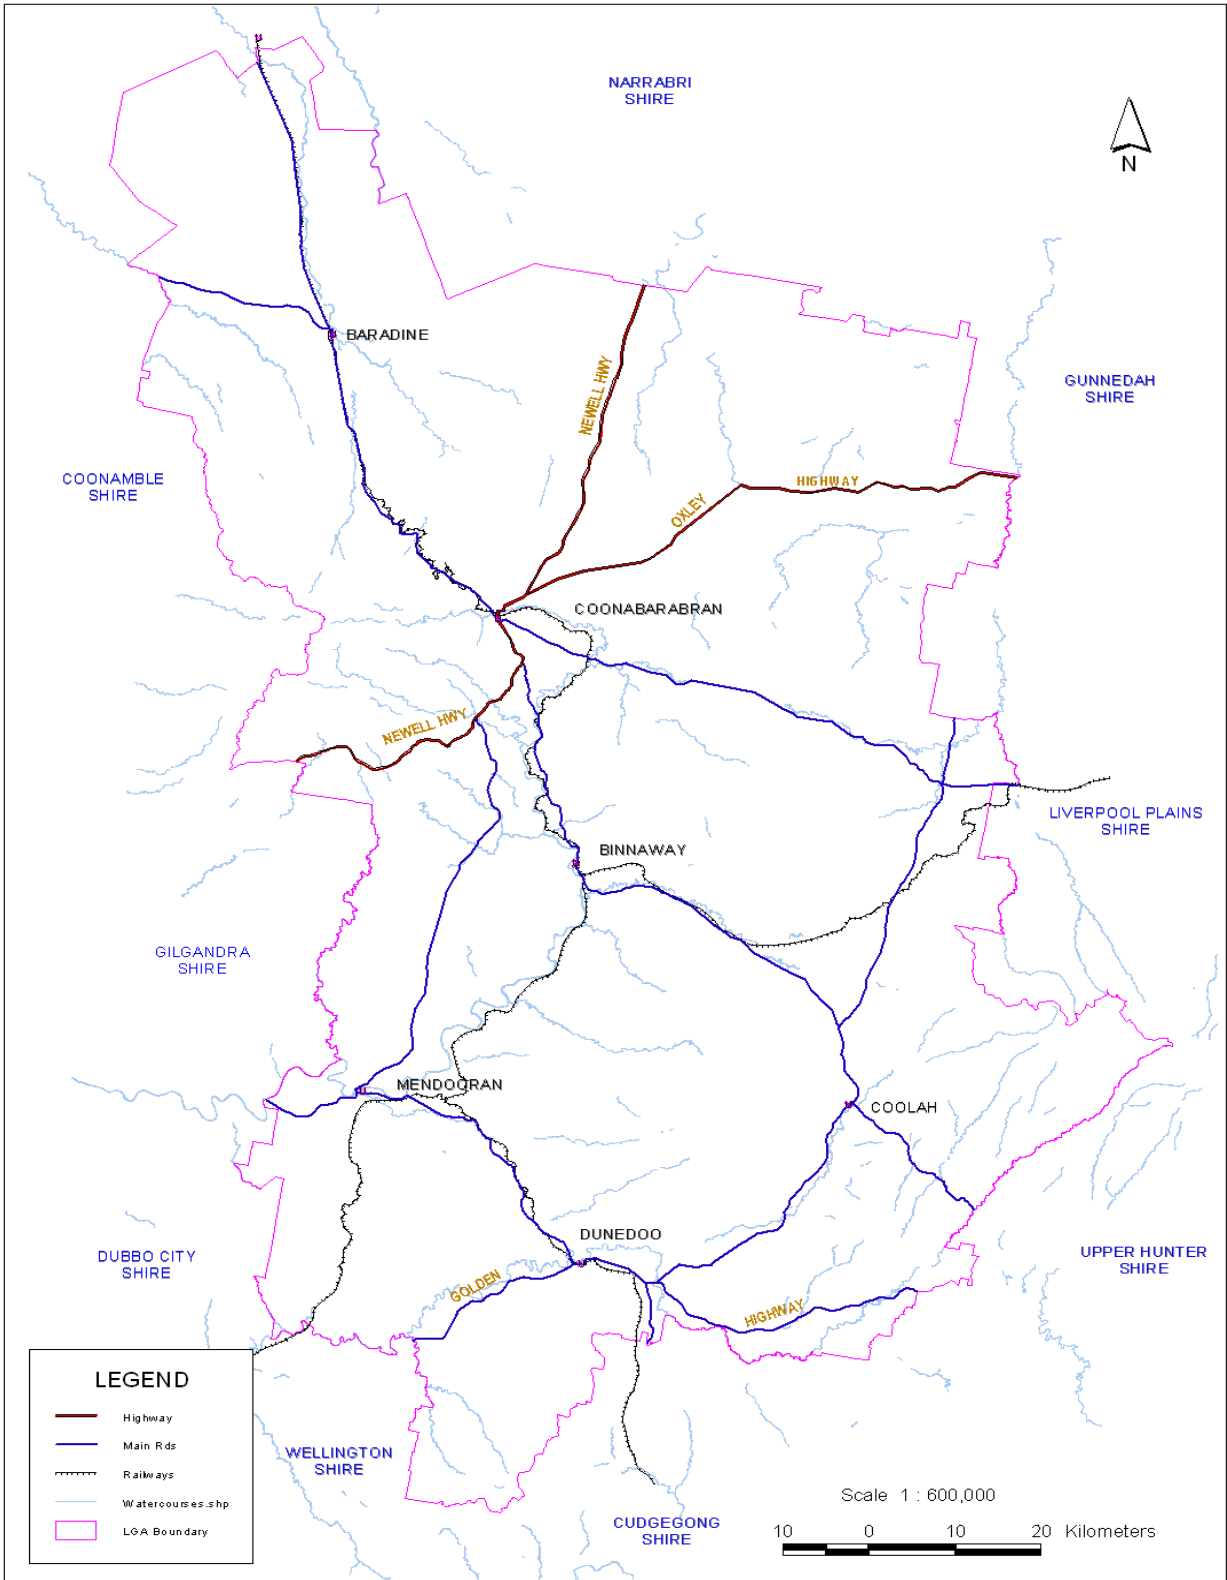 NARRABRI
SHIRE
N
BARADINE
NEWELL HWY
GUNNEDAH
SHIRE
COONAMBLE
SHIRE
HIGHWAY
OXLEY
COONABARABRAN
NEWELL HWY
LIVERPOOL PLAINS
SHIRE
BINNAWAY
GILGANDRA
SHIRE
MENDOORAN
COOLAH
DUNEDOO
DUBBO CITY
SHIRE
UPPER HUNTER
SHIRE
GOLDEN
HIGHWAY
LEGEND
Highway
Main Rds
Railways
Watercourses.shp
LGA Boundary
WELLINGTON
SHIRE
CUDGEGONG
SHIRE
Scale 1 : 600,000
10 0 10 20 Kilometers